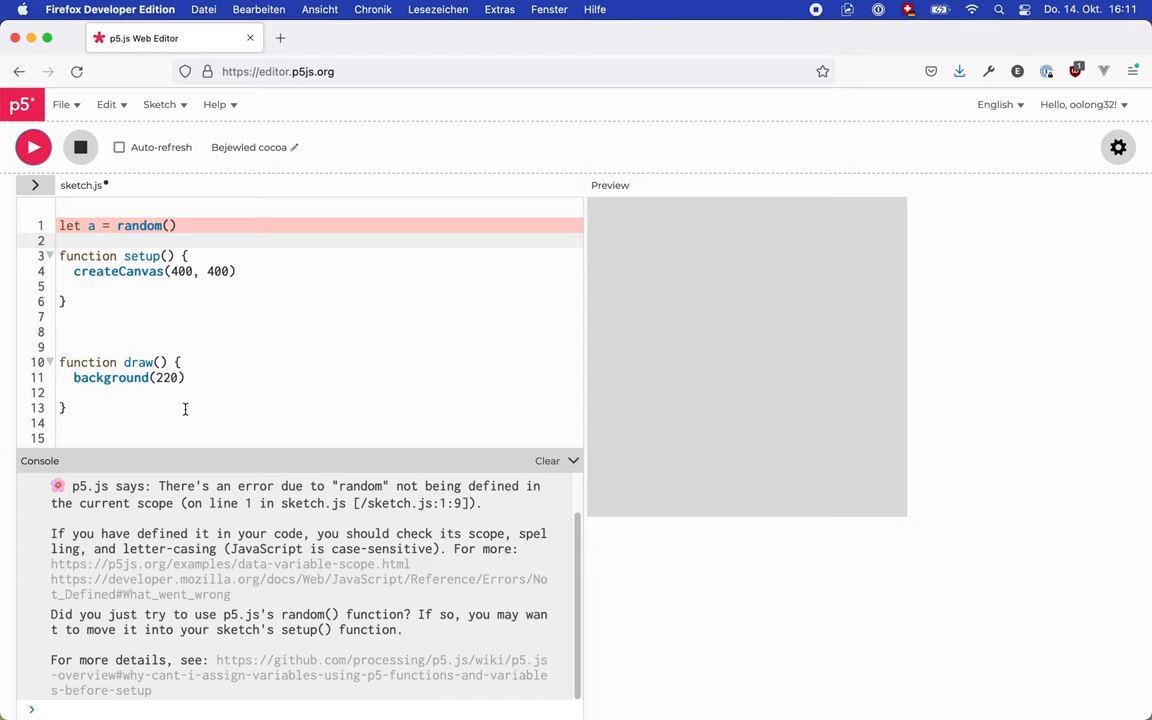 Firefox Developer Edition Datei Bearbeiten Ansicht Chronik Lesezeichen Extras Fenster Hilfe Do. 14. Okt. 16:11
p5.js Web Editor
https://editor.p5js.org
E 1
p5* File Edit Sketch Help English Hello, oolong32!
Auto-refresh Bejewled cocoa
sketch.js Preview
1 let a = random()
2
3 function setup() {
4 createCanvas(400, 400)
5
6 }
7
8
9
10 function draw() {
11 background(220)
12
13 }
14
15
Console Clear
🌸 p5.js says: There's an error due to "random" not being defined in
the current scope (on line 1 in sketch.js [/sketch.js:1:9]).
If you have defined it in your code, you should check its scope, spel
ling, and letter-casing (JavaScript is case-sensitive). For more:
https://p5js.org/examples/data-variable-scope.html
https://developer.mozilla.org/docs/Web/JavaScript/Reference/Errors/No
t_Defined#What_went_wrong
Did you just try to use p5.js's random() function? If so, you may wan
t to move it into your sketch's setup() function.
For more details, see: https://github.com/processing/p5.js/wiki/p5.js
-overview#why-cant-i-assign-variables-using-p5-functions-and-variable
s-before-setup
>